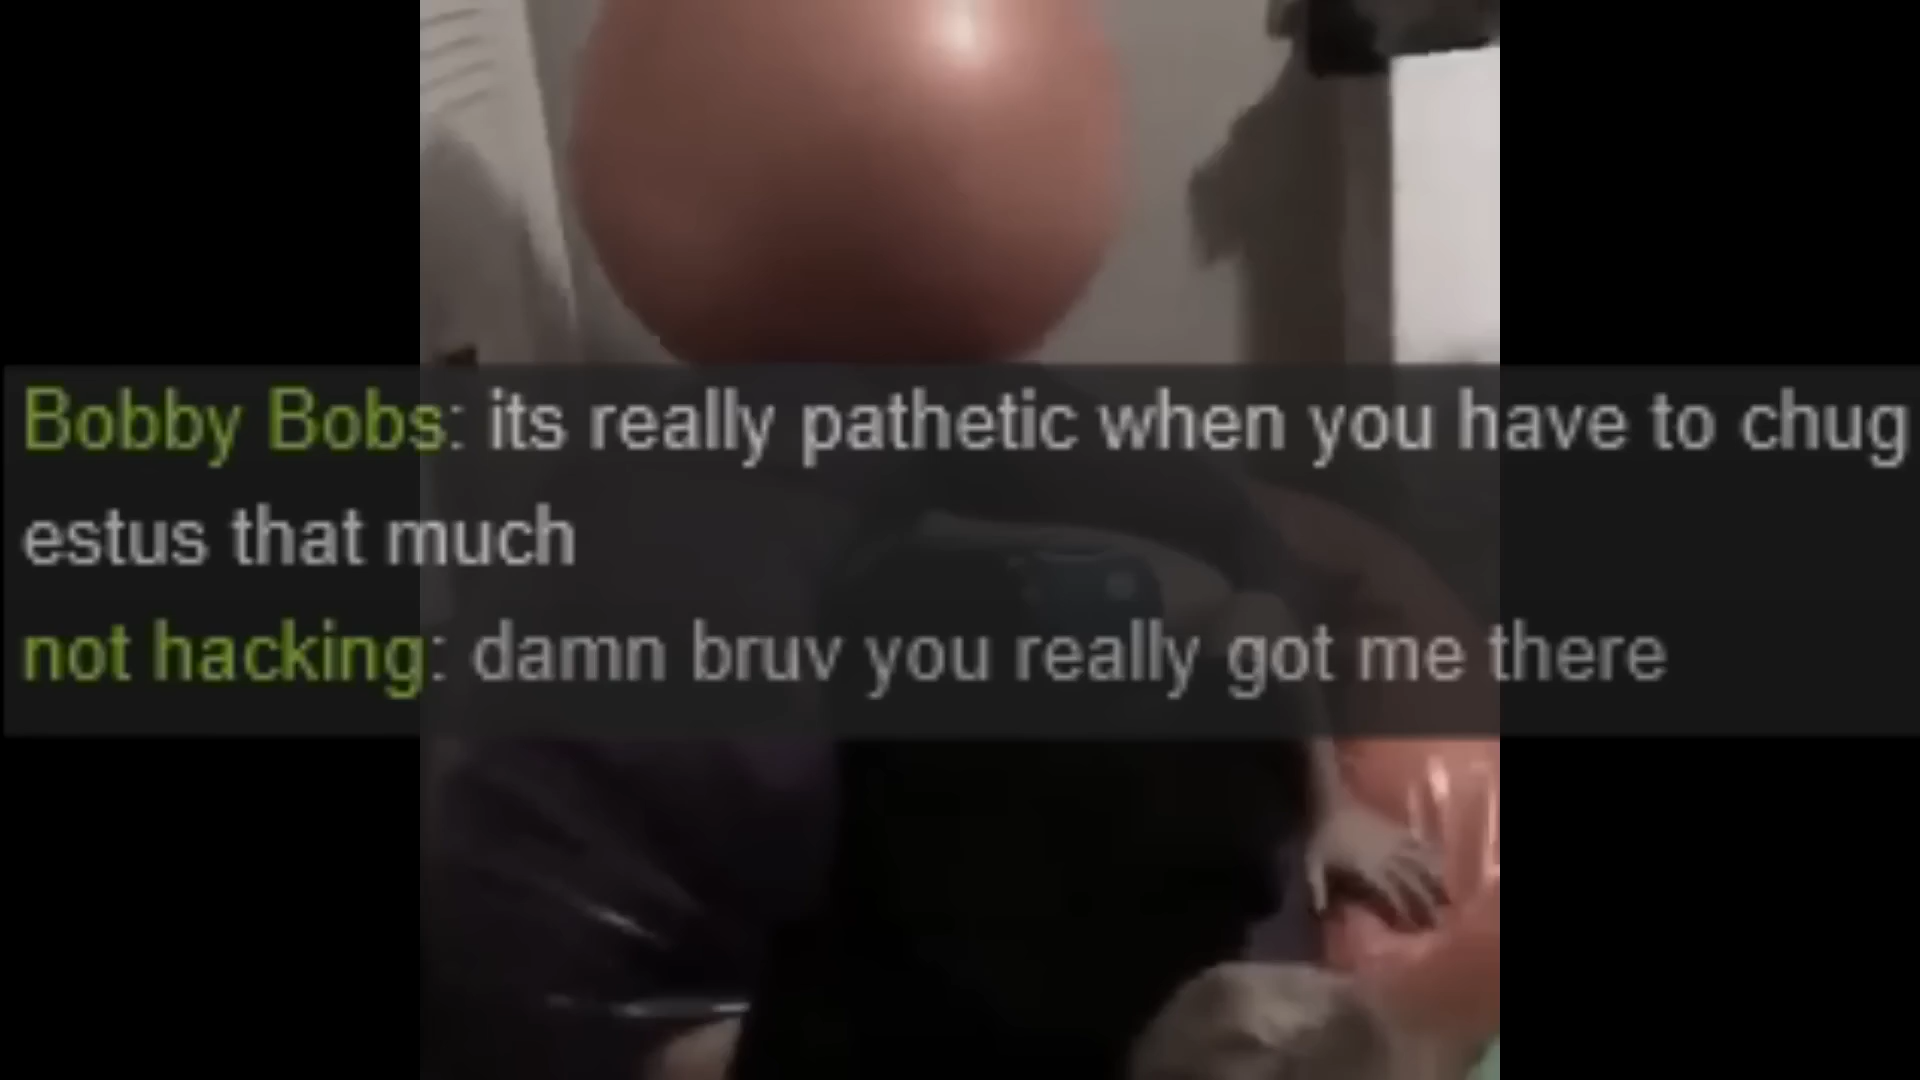 Bobby Bobs: its really pathetic when you have to chug
estus that much
not hacking: damn bruv you really got me there